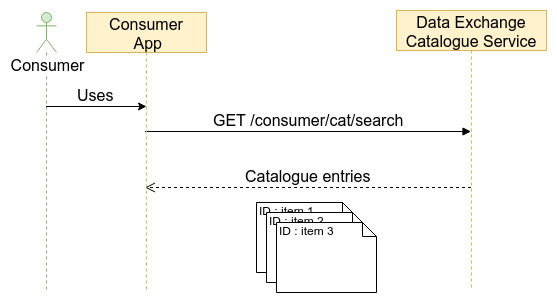 Consumer
App
Data Exchange
Catalogue Service
Consumer
Uses
GET /consumer/cat/search
Catalogue entries
ID : item 1
ID : item 2
ID : item 3